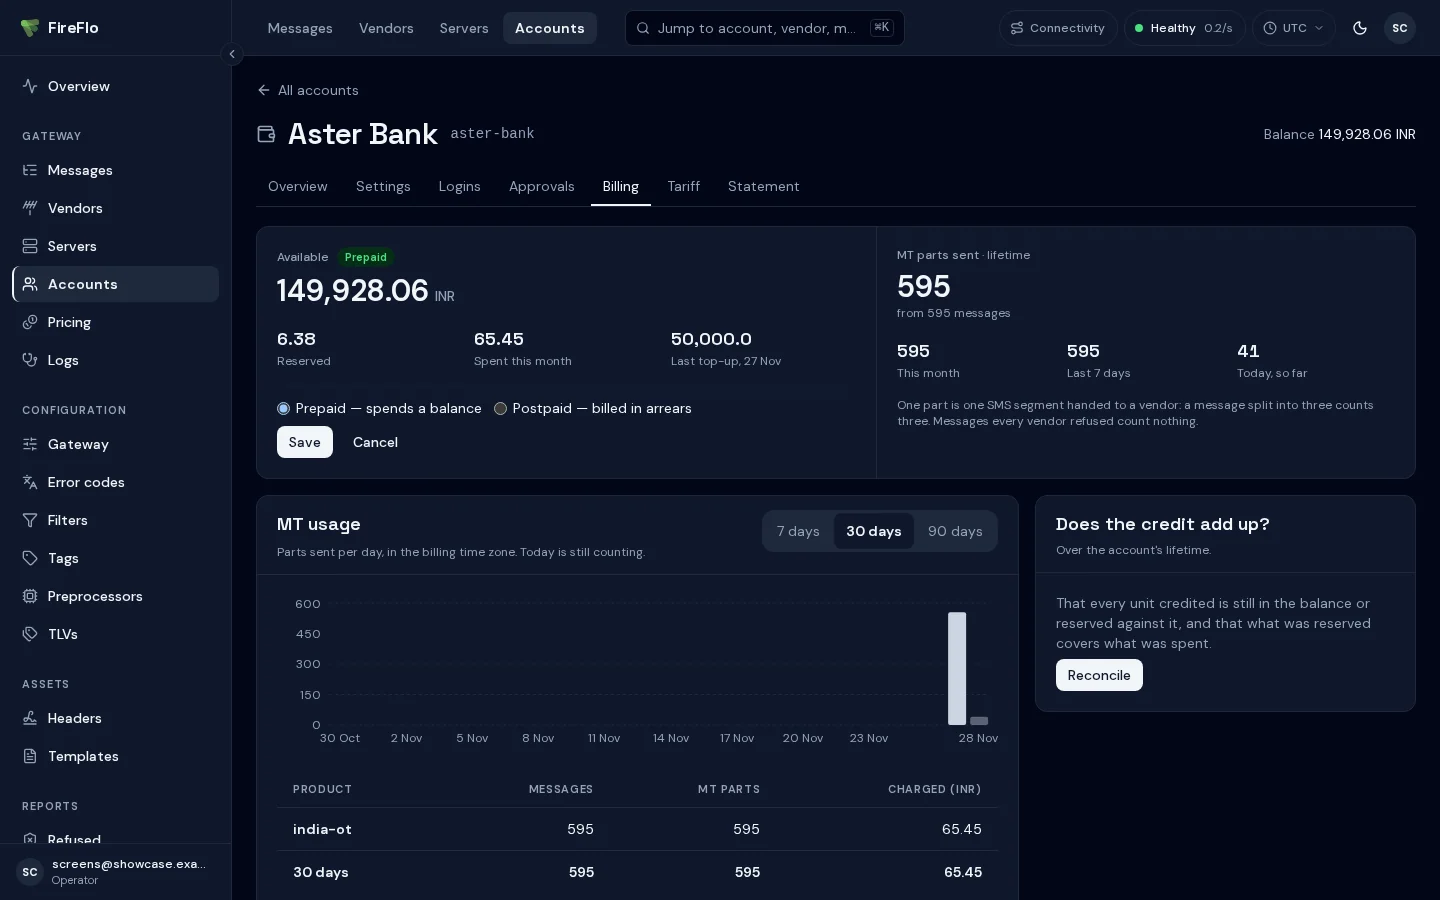 FireFlo
Messages Vendors Servers Accounts
Jump to account, vendor, m... ⌘K
Connectivity
Healthy 0.2/s
UTC
SC
Overview
GATEWAY
Messages
Vendors
Servers
Accounts
Pricing
Logs
CONFIGURATION
Gateway
Error codes
Filters
Tags
Preprocessors
TLVs
ASSETS
Headers
Templates
REPORTS
Refused
SC screens@showcase.exa...
Operator
All accounts
Aster Bank aster-bank
Balance 149,928.06 INR
Overview Settings Logins Approvals Billing Tariff Statement
Available Prepaid
149,928.06 INR
6.38 65.45 50,000.0
Reserved Spent this month Last top-up, 27 Nov
Prepaid — spends a balance Postpaid — billed in arrears
Save Cancel
MT parts sent · lifetime
595
from 595 messages
595 595 41
This month Last 7 days Today, so far
One part is one SMS segment handed to a vendor: a message split into three counts
three. Messages every vendor refused count nothing.
MT usage
Parts sent per day, in the billing time zone. Today is still counting.
7 days 30 days 90 days
600
450
300
150
0
30 Oct 2 Nov 5 Nov 8 Nov 11 Nov 14 Nov 17 Nov 20 Nov 23 Nov 28 Nov
PRODUCT MESSAGES MT PARTS CHARGED (INR)
india-ot 595 595 65.45
30 days 595 595 65.45
Does the credit add up?
Over the account's lifetime.
That every unit credited is still in the balance or
reserved against it, and that what was reserved
covers what was spent.
Reconcile